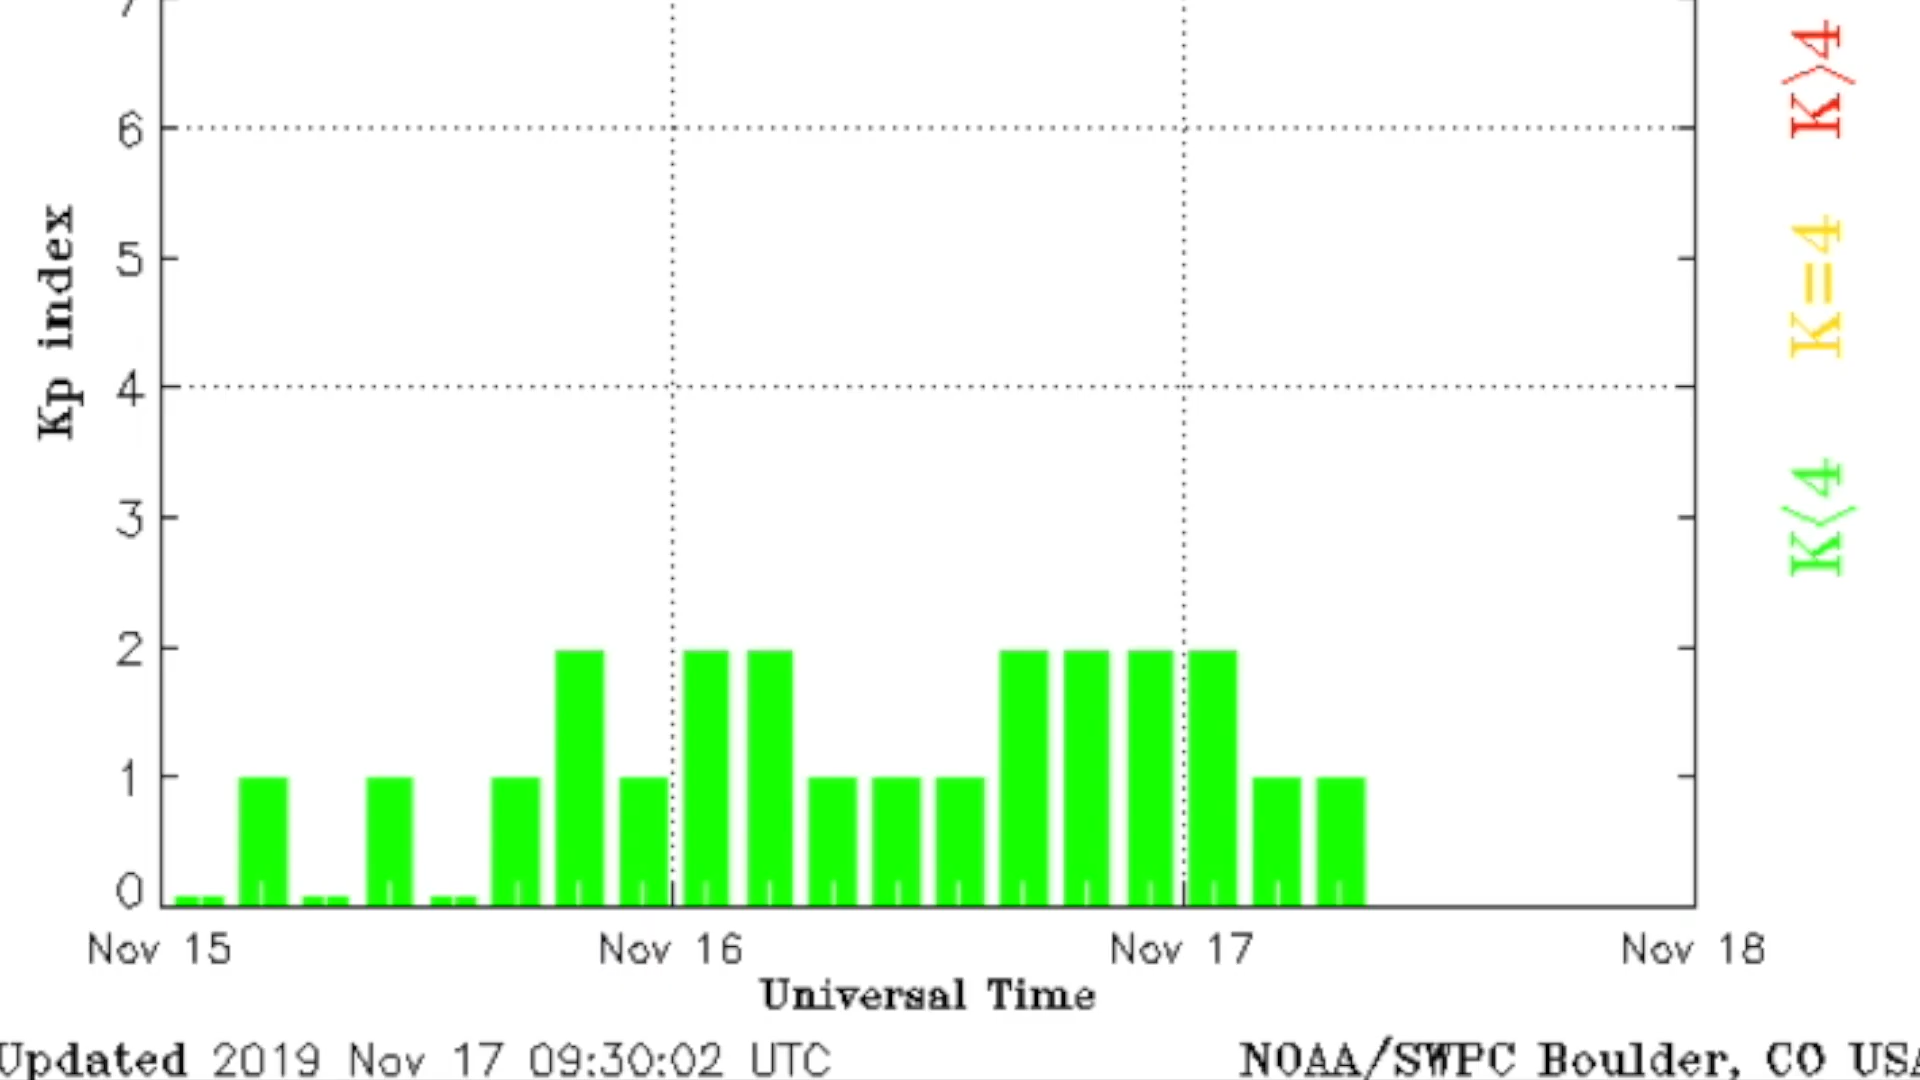 7
K>4
6
5
K=4
Kp index
4
3
K<4
2
1
0
Nov 15 Nov 16 Nov 17 Nov 18
Universal Time
Updated 2019 Nov 17 09:30:02 UTC NOAA/SWPC Boulder, CO USA